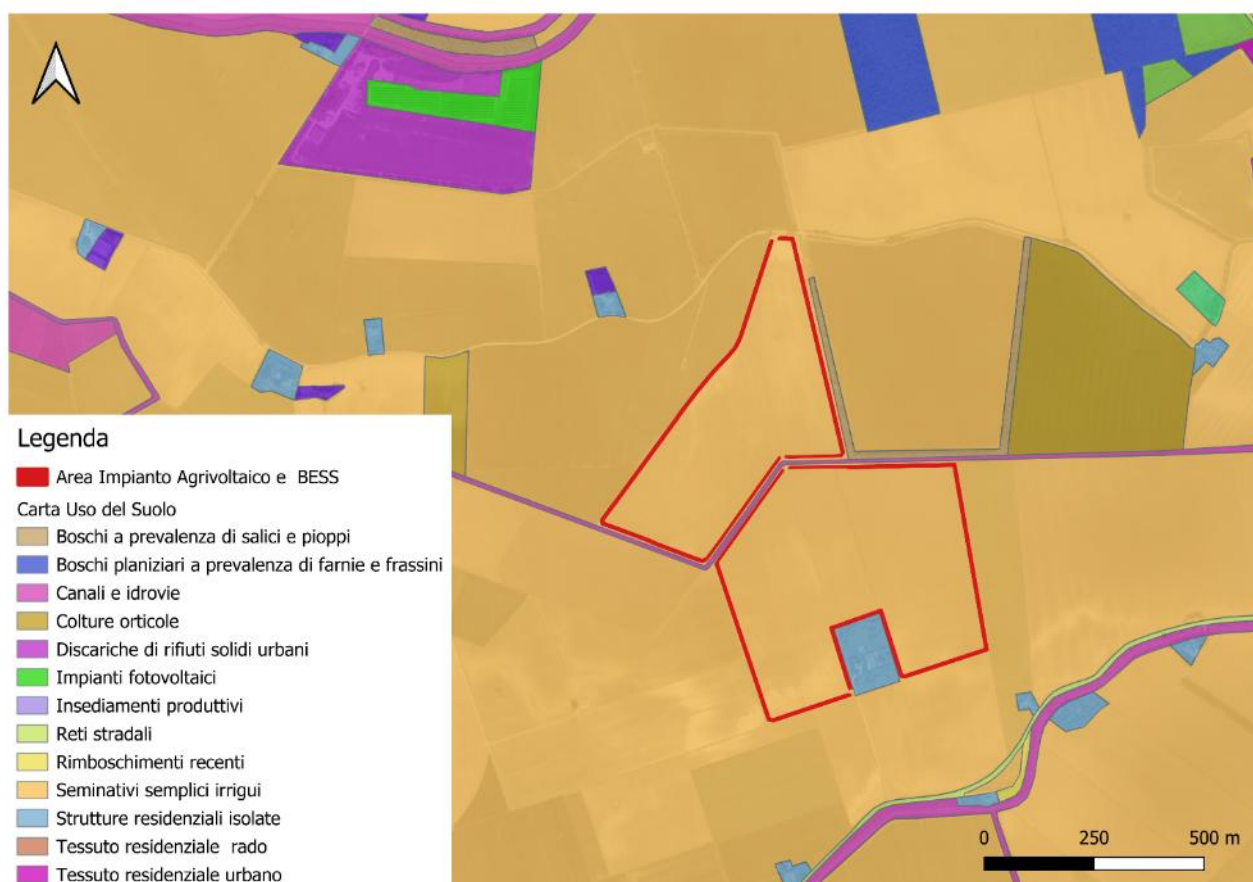 Legenda
Area Impianto Agrivoltaico e BESS
Carta Uso del Suolo
Boschi a prevalenza di salici e pioppi
Boschi planiziari a prevalenza di farnie e frassini
Canali e idrovie
Colture orticole
Discariche di rifiuti solidi urbani
Impianti fotovoltaici
Insediamenti produttivi
Reti stradali
Rimboschimenti recenti
Seminativi semplici irrigui
Strutture residenziali isolate
Tessuto residenziale rado
Tessuto residenziale urbano
0 250 500 m